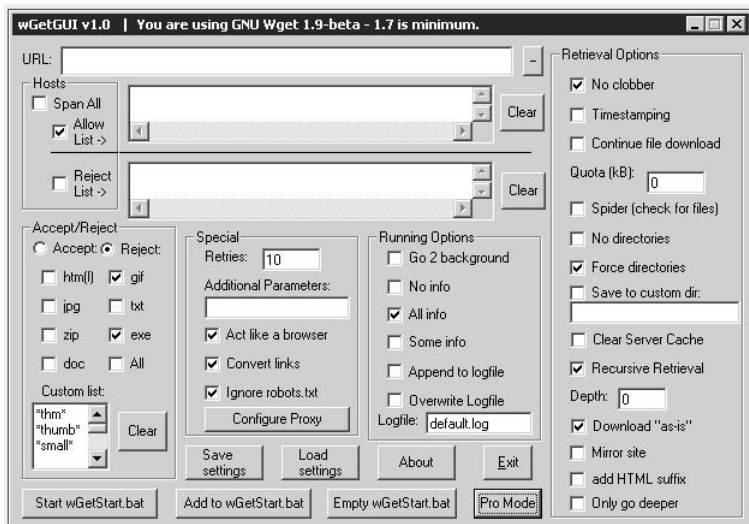 wGetGUI v1.0 | You are using GNU Wget 1.9-beta - 1.7 is minimum.
URL:
-
Hosts
Span All
Allow
List ->
Clear
Reject
List ->
Clear
Accept/Reject
Accept: Reject:
htm(l) gif
jpg txt
zip exe
doc All
Custom list:
*thm*
*thumb*
*small*
Clear
Special
Retries: 10
Additional Parameters:
Act like a browser
Convert links
Ignore robots.txt
Configure Proxy
Running Options
Go 2 background
No info
All info
Some info
Append to logfile
Overwrite Logfile
Logfile: default.log
Retrieval Options
No clobber
Timestamping
Continue file download
Quota (kB): 0
Spider (check for files)
No directories
Force directories
Save to custom dir:
Clear Server Cache
Recursive Retrieval
Depth: 0
Download "as-is"
Mirror site
add HTML suffix
Only go deeper
Save
settings
Load
settings
About
Exit
Start wGetStart.bat
Add to wGetStart.bat
Empty wGetStart.bat
Pro Mode